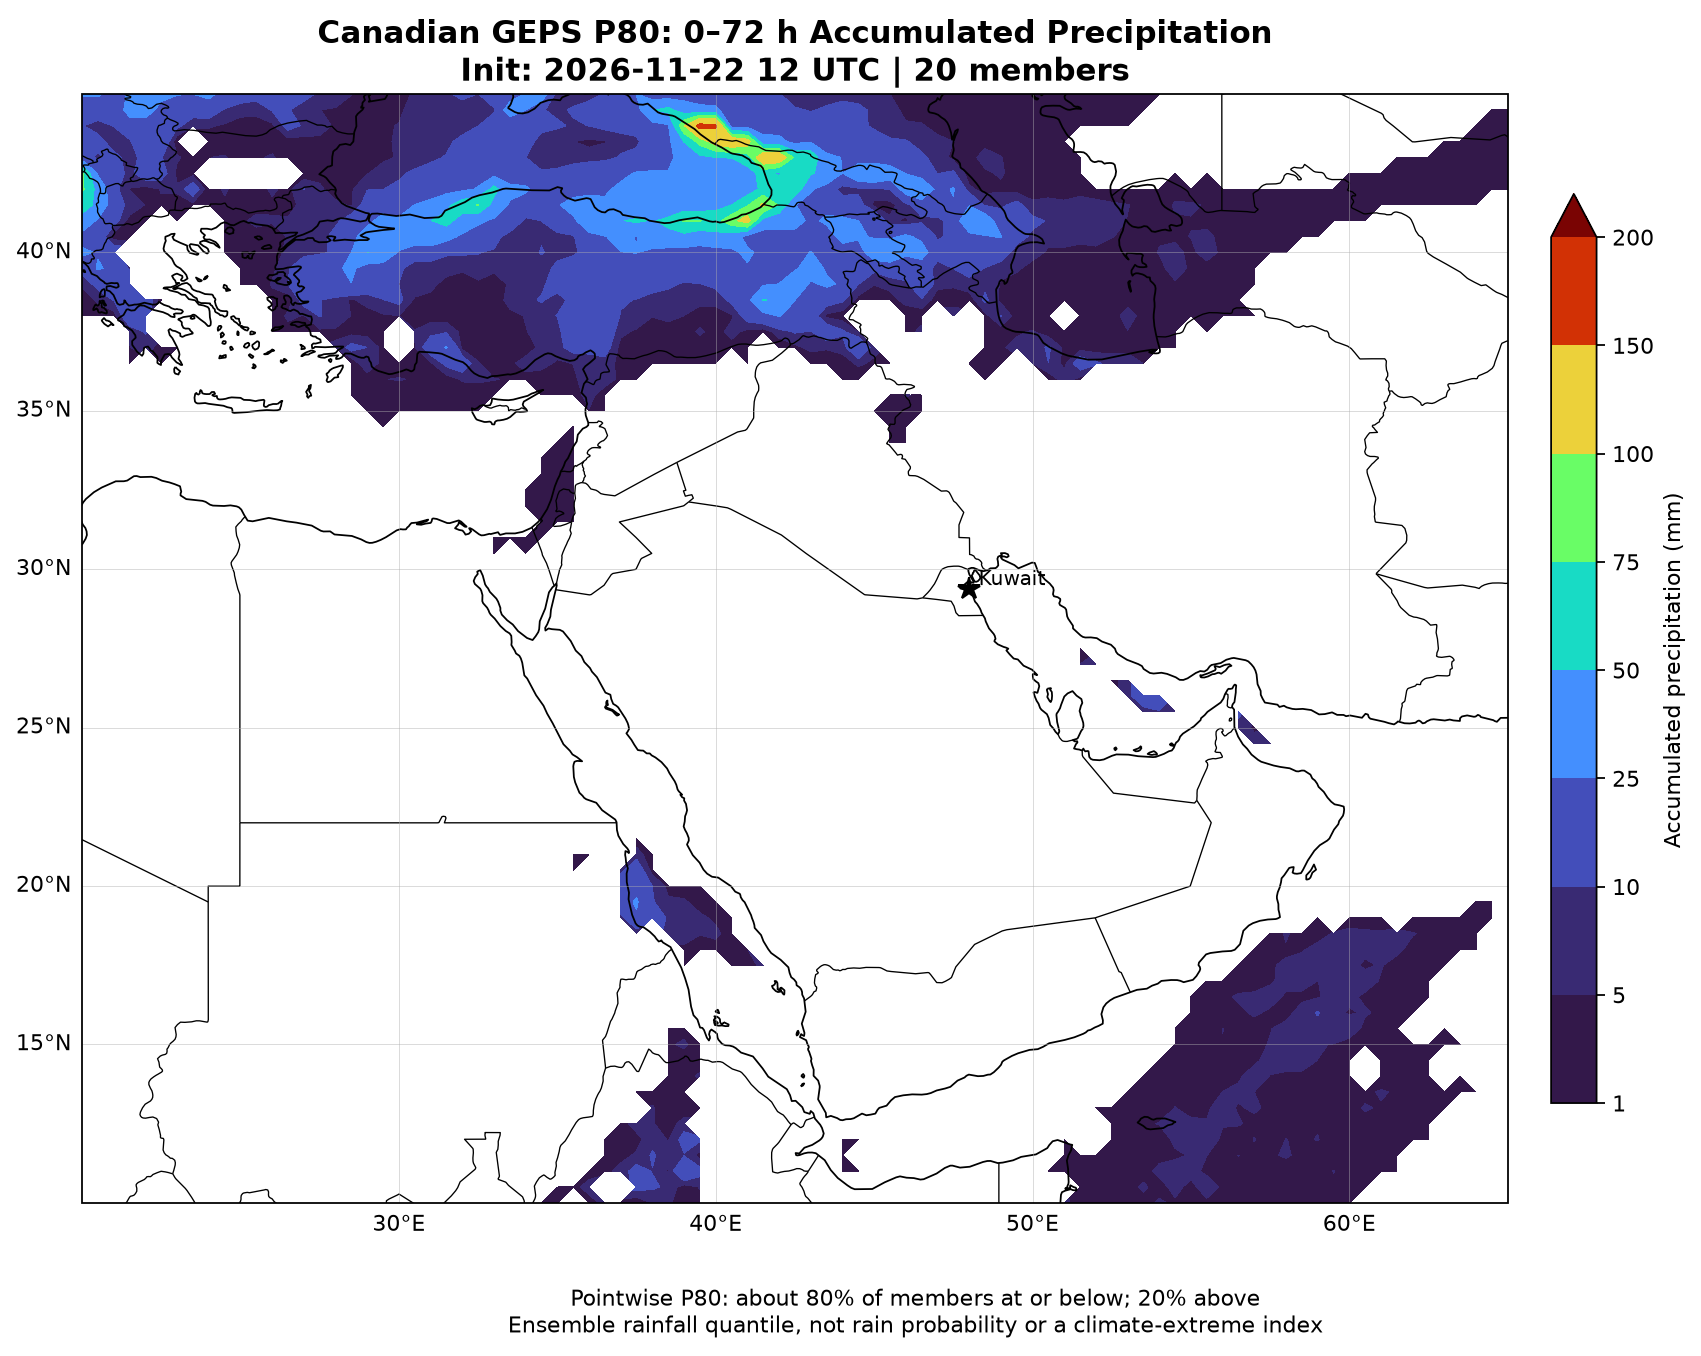 Canadian GEPS P80: 0–72 h Accumulated Precipitation
Init: 2026-11-22 12 UTC | 20 members
40°N
35°N
30°N
25°N
20°N
15°N
30°E
40°E
50°E
60°E
Kuwait
200
150
100
75
50
25
10
5
1
Accumulated precipitation (mm)
Pointwise P80: about 80% of members at or below; 20% above
Ensemble rainfall quantile, not rain probability or a climate-extreme index